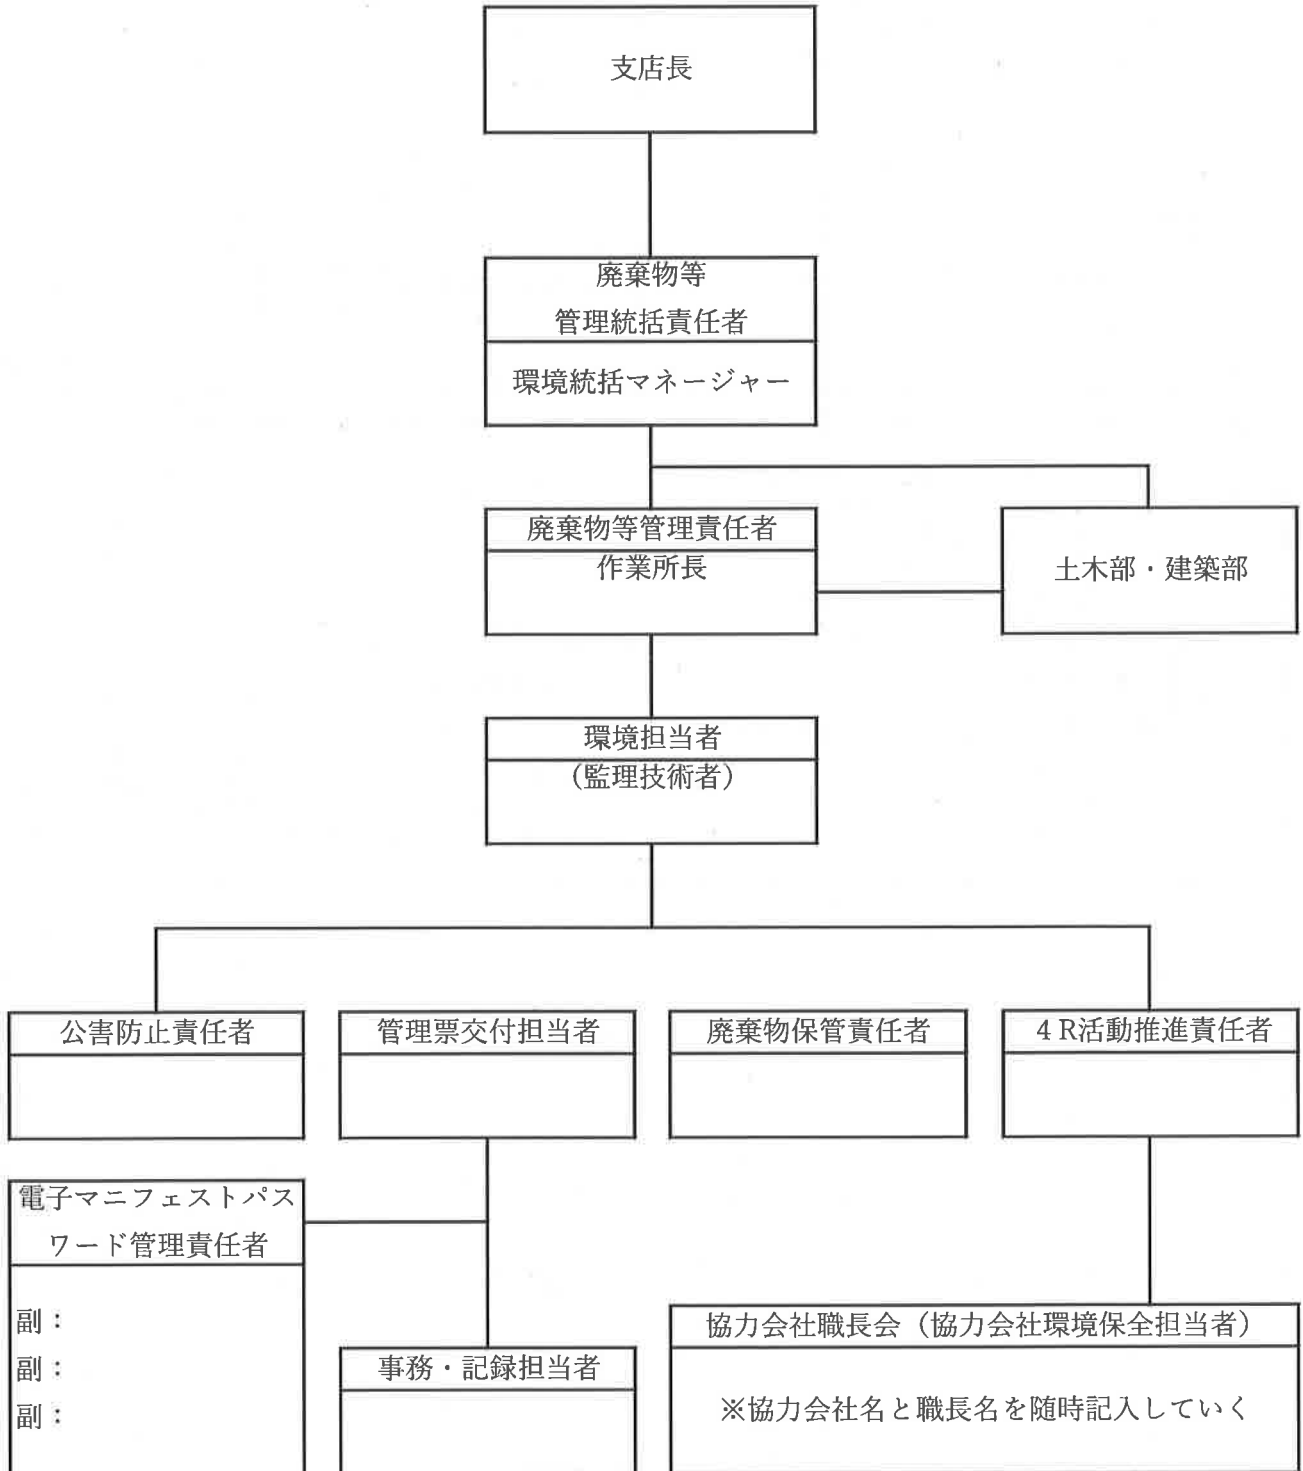 支店長
廃棄物等
管理統括責任者
環境統括マネージャー
廃棄物等管理責任者
作業所長
土木部・建築部
環境担当者
（監理技術者）
公害防止責任者
管理票交付担当者
廃棄物保管責任者
４R活動推進責任者
電子マニフェストパス
ワード管理責任者
副：
副：
副：
事務・記録担当者
協力会社職長会（協力会社環境保全担当者）
※協力会社名と職長名を随時記入していく